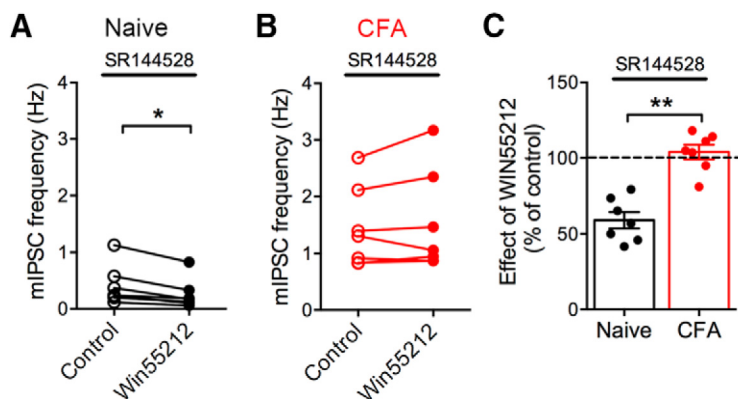 A
Naive
SR144528
*
mIPSC frequency (Hz)
4
3
2
1
0
Control
Win55212
B
CFA
SR144528
mIPSC frequency (Hz)
4
3
2
1
0
Control
Win55212
C
SR144528
**
Effect of WIN55212
(% of control)
150
100
50
0
Naive
CFA